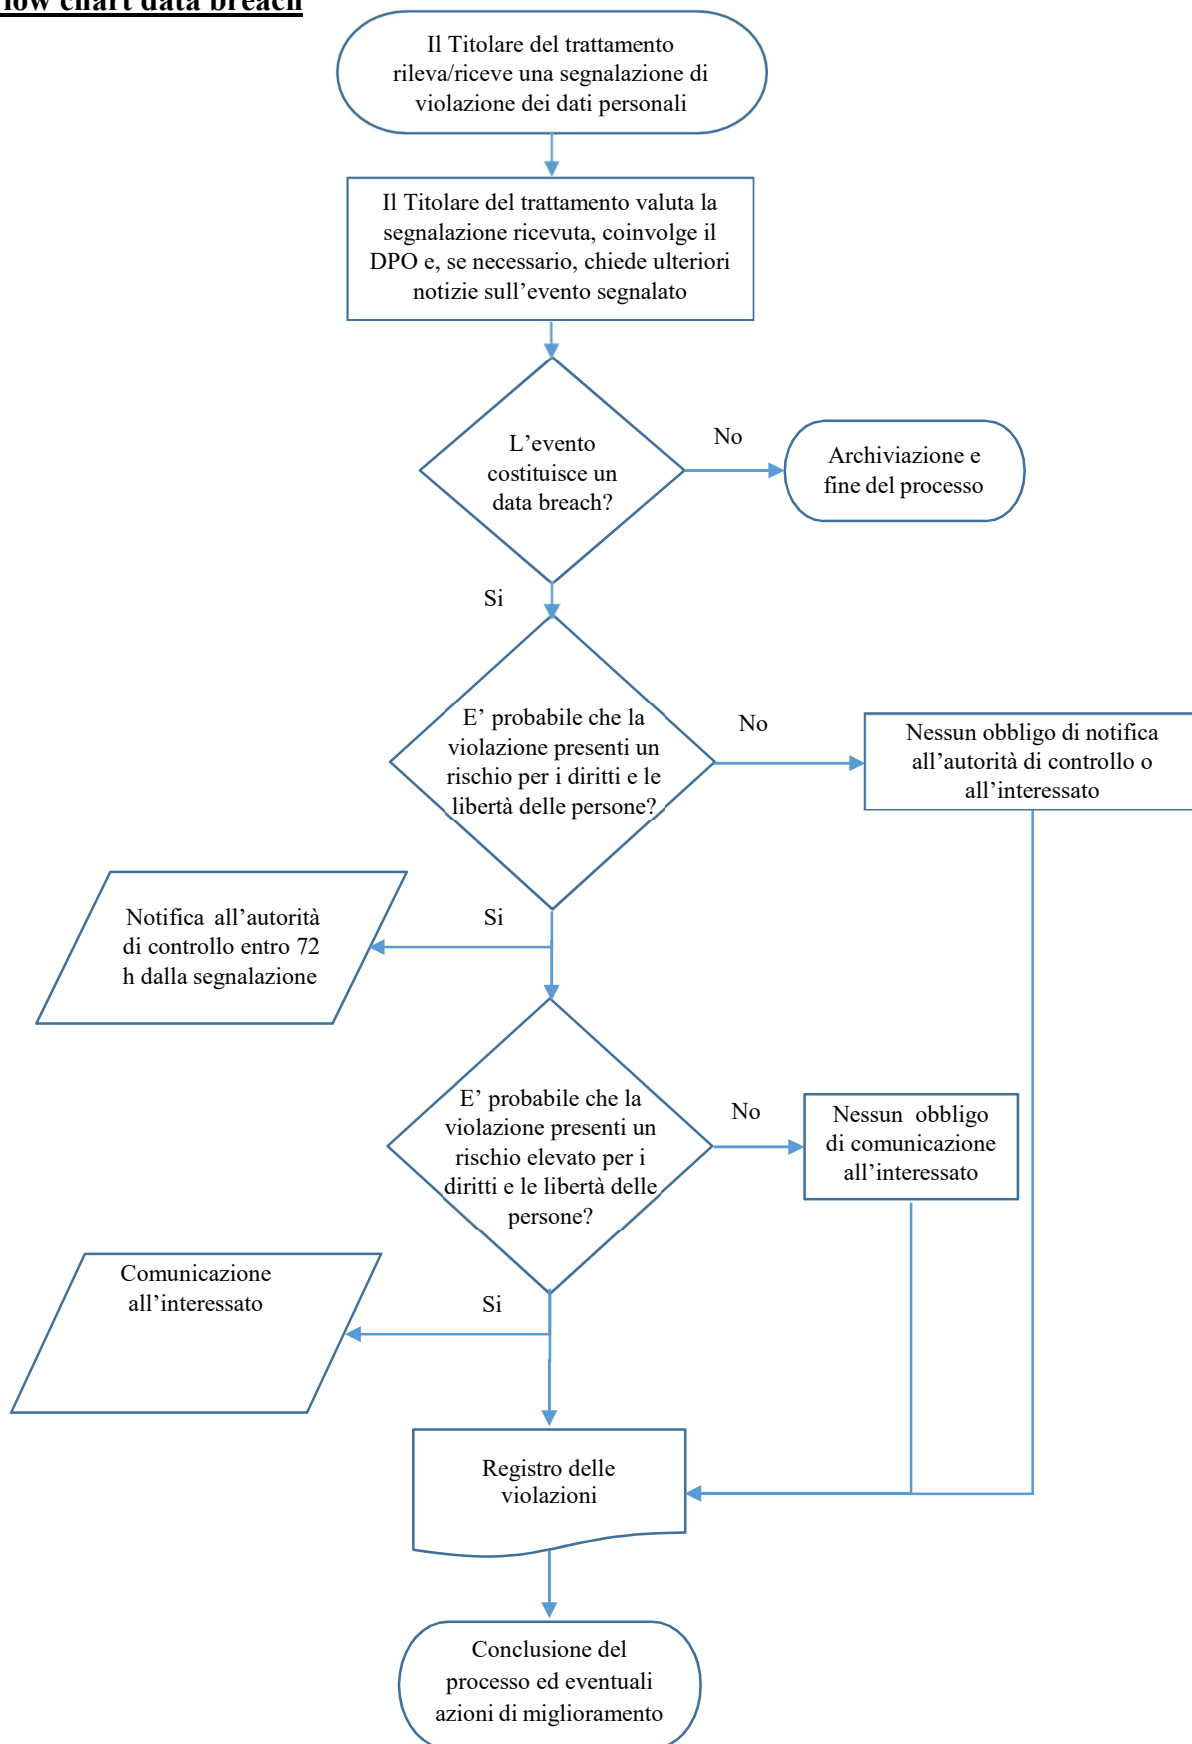 low chart data breach
Il Titolare del trattamento
rileva/riceve una segnalazione di
violazione dei dati personali
Il Titolare del trattamento valuta la
segnalazione ricevuta, coinvolge il
DPO e, se necessario, chiede ulteriori
notizie sull’evento segnalato
L’evento
costituisce un
data breach?
No
Archiviazione e
fine del processo
Si
E’ probabile che la
violazione presenti un
rischio per i diritti e le
libertà delle persone?
No
Nessun obbligo di notifica
all’autorità di controllo o
all’interessato
Si
Notifica all’autorità
di controllo entro 72
h dalla segnalazione
E’ probabile che la
violazione presenti un
rischio elevato per i
diritti e le libertà delle
persone?
No
Nessun obbligo
di comunicazione
all’interessato
Si
Comunicazione
all’interessato
Registro delle
violazioni
Conclusione del
processo ed eventuali
azioni di miglioramento